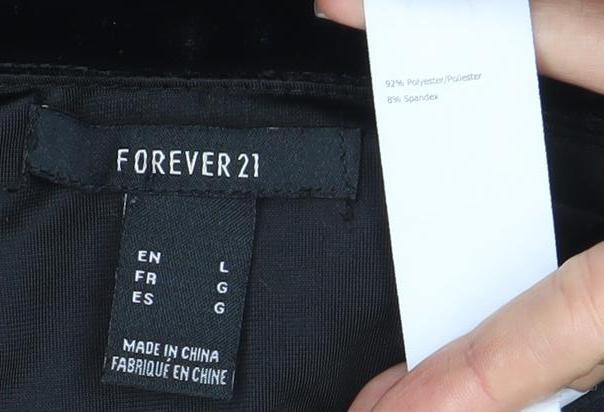 FOREVER 21
EN L
FR G
ES G
MADE IN CHINA
FABRIQUÉ EN CHINE
92% Polyester/Poliester
8% Spandex